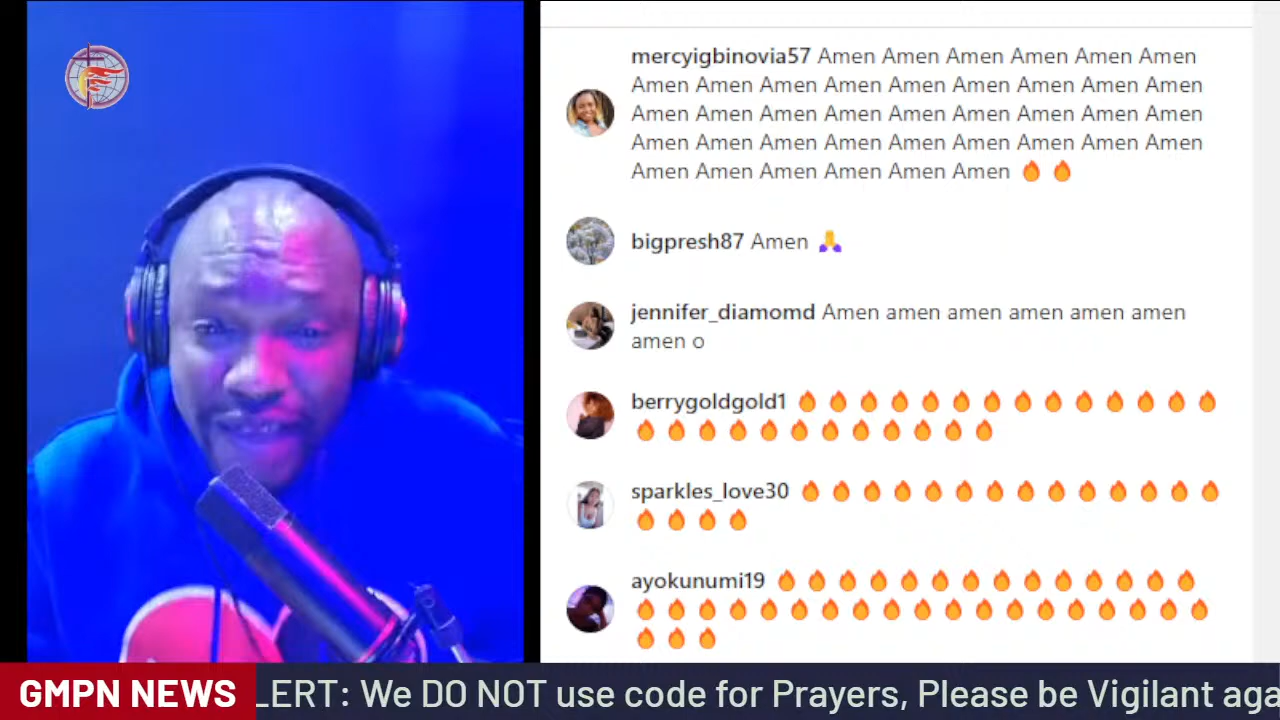 mercyigbinovia57 Amen Amen Amen Amen Amen Amen
Amen Amen Amen Amen Amen Amen Amen Amen Amen
Amen Amen Amen Amen Amen Amen Amen Amen Amen
Amen Amen Amen Amen Amen Amen Amen Amen Amen
Amen Amen Amen Amen Amen Amen 🔥 🔥
bigpresh87 Amen 🙏
jennifer_diamomd Amen amen amen amen amen amen
amen o
berrygoldgold1 🔥 🔥 🔥 🔥 🔥 🔥 🔥 🔥 🔥 🔥 🔥 🔥 🔥 🔥
🔥 🔥 🔥 🔥 🔥 🔥 🔥 🔥 🔥 🔥 🔥 🔥
sparkles_love30 🔥 🔥 🔥 🔥 🔥 🔥 🔥 🔥 🔥 🔥 🔥 🔥 🔥 🔥
🔥 🔥 🔥 🔥
ayokunumi19 🔥 🔥 🔥 🔥 🔥 🔥 🔥 🔥 🔥 🔥 🔥 🔥 🔥 🔥
🔥 🔥 🔥 🔥 🔥 🔥 🔥 🔥 🔥 🔥 🔥 🔥 🔥 🔥 🔥 🔥 🔥 🔥 🔥
🔥 🔥 🔥
GMPN NEWS LERT: We DO NOT use code for Prayers, Please be Vigilant aga